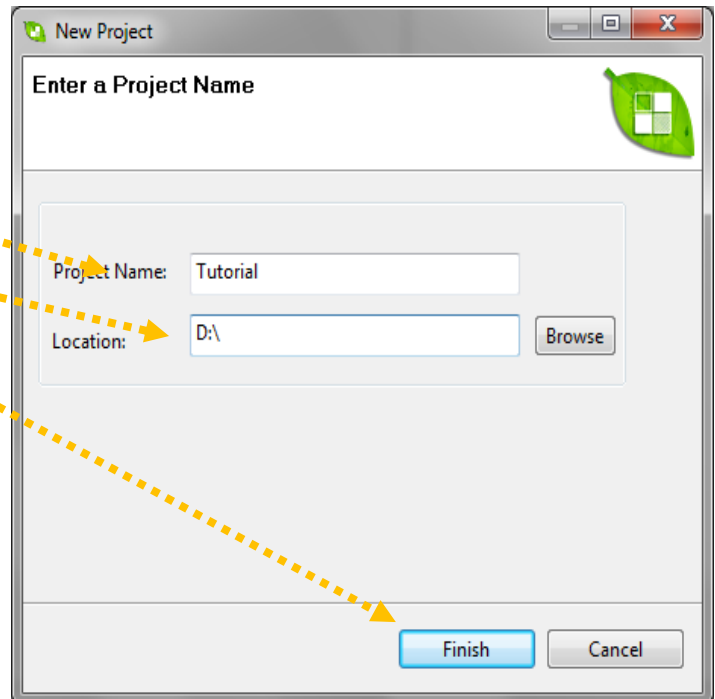 New Project
Enter a Project Name
Project Name: Tutorial
Location: D:\ Browse
Finish Cancel